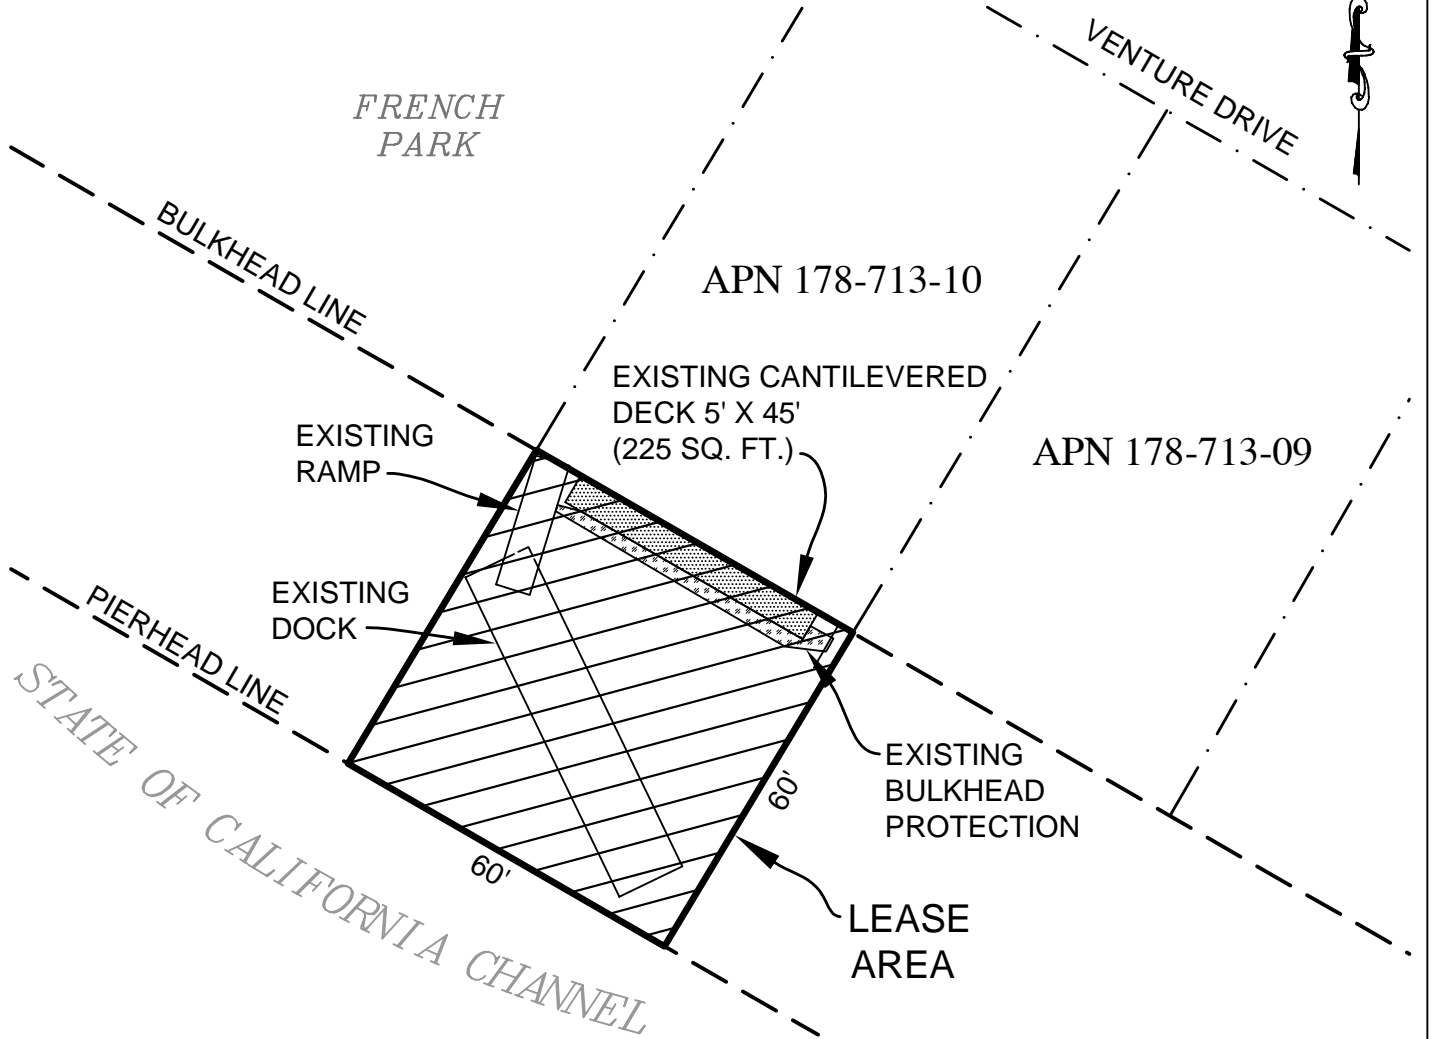 VENTURE DRIVE
FRENCH
PARK
BULKHEAD LINE
APN 178-713-10
EXISTING CANTILEVERED
DECK 5' X 45'
(225 SQ. FT.)
EXISTING
RAMP
APN 178-713-09
EXISTING
DOCK
PIERHEAD LINE
STATE OF CALIFORNIA CHANNEL
EXISTING
BULKHEAD
PROTECTION
60'
60'
LEASE
AREA